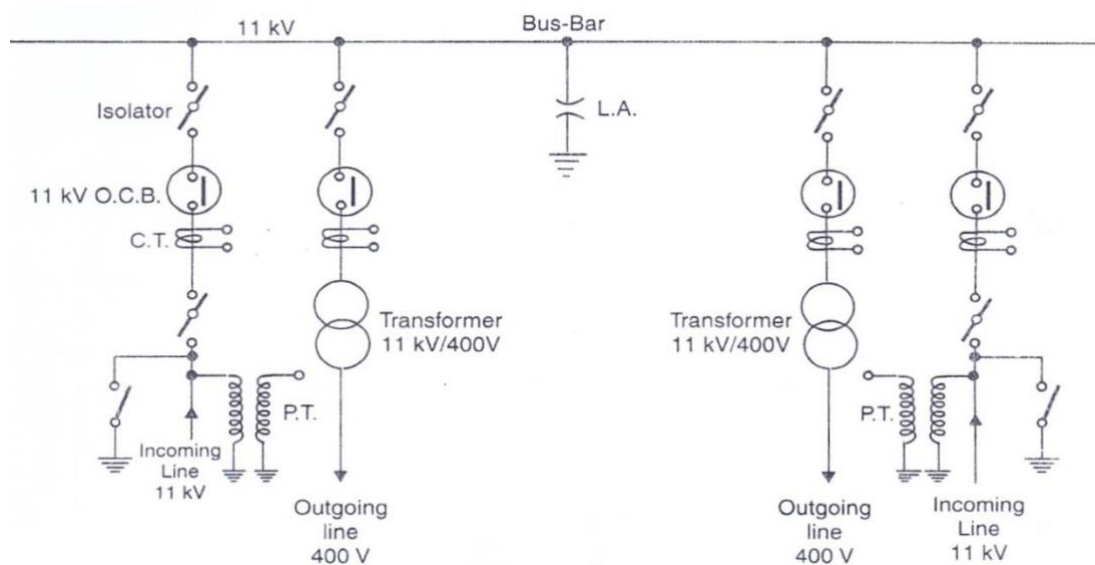 11 kV
Bus-Bar
Isolator
L.A.
11 kV O.C.B.
C.T.
Transformer
11 kV/400V
Transformer
11 kV/400V
P.T.
P.T.
Incoming
Line
11 kV
Outgoing
line
400 V
Outgoing
line
400 V
Incoming
Line
11 kV